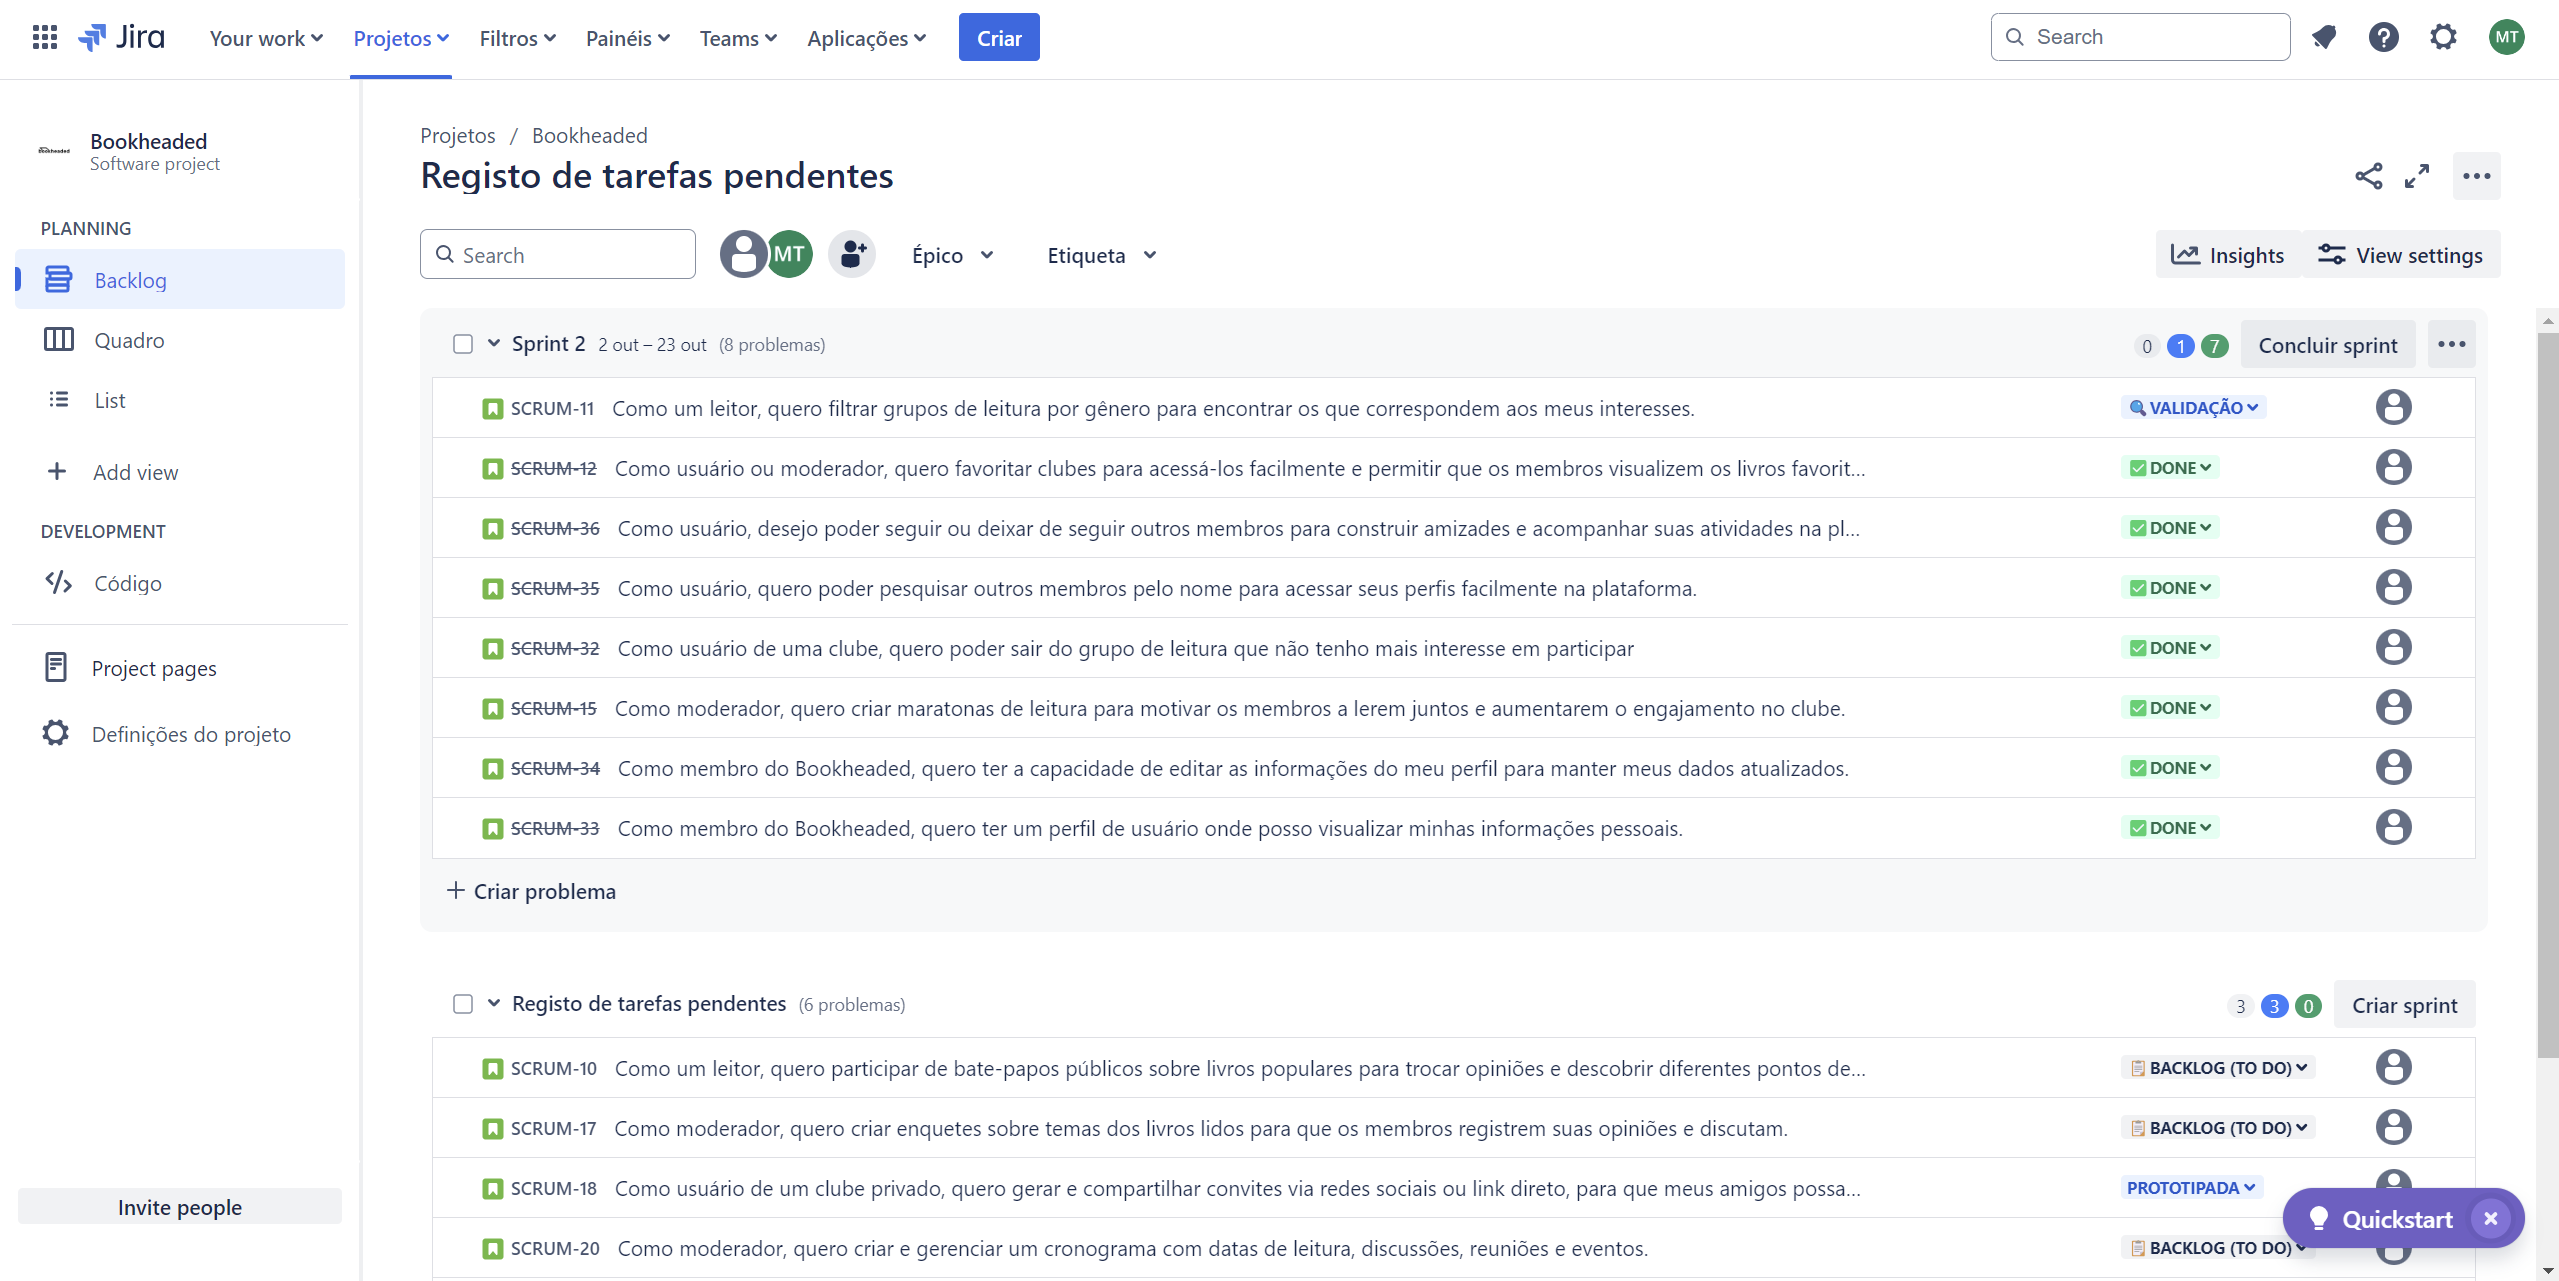 Jira Your work Projetos Filtros Painéis Teams Aplicações Criar Search MT
Bookheaded
Bookheaded
Software project
PLANNING
Backlog
Quadro
List
Add view
DEVELOPMENT
Código
Project pages
Definições do projeto
Invite people
Projetos / Bookheaded
Registo de tarefas pendentes
Search MT Épico Etiqueta Insights View settings
Sprint 2 2 out – 23 out (8 problemas) 0 1 7 Concluir sprint
SCRUM-11 Como um leitor, quero filtrar grupos de leitura por gênero para encontrar os que correspondem aos meus interesses. VALIDAÇÃO
SCRUM-12 Como usuário ou moderador, quero favoritar clubes para acessá-los facilmente e permitir que os membros visualizem os livros favorit... DONE
SCRUM-36 Como usuário, desejo poder seguir ou deixar de seguir outros membros para construir amizades e acompanhar suas atividades na pl... DONE
SCRUM-35 Como usuário, quero poder pesquisar outros membros pelo nome para acessar seus perfis facilmente na plataforma. DONE
SCRUM-32 Como usuário de uma clube, quero poder sair do grupo de leitura que não tenho mais interesse em participar DONE
SCRUM-15 Como moderador, quero criar maratonas de leitura para motivar os membros a lerem juntos e aumentarem o engajamento no clube. DONE
SCRUM-34 Como membro do Bookheaded, quero ter a capacidade de editar as informações do meu perfil para manter meus dados atualizados. DONE
SCRUM-33 Como membro do Bookheaded, quero ter um perfil de usuário onde posso visualizar minhas informações pessoais. DONE
Criar problema
Registo de tarefas pendentes (6 problemas) 3 3 0 Criar sprint
SCRUM-10 Como um leitor, quero participar de bate-papos públicos sobre livros populares para trocar opiniões e descobrir diferentes pontos de... BACKLOG (TO DO)
SCRUM-17 Como moderador, quero criar enquetes sobre temas dos livros lidos para que os membros registrem suas opiniões e discutam. BACKLOG (TO DO)
SCRUM-18 Como usuário de um clube privado, quero gerar e compartilhar convites via redes sociais ou link direto, para que meus amigos possa... PROTOTIPADA
SCRUM-20 Como moderador, quero criar e gerenciar um cronograma com datas de leitura, discussões, reuniões e eventos. BACKLOG (TO DO)
Quickstart